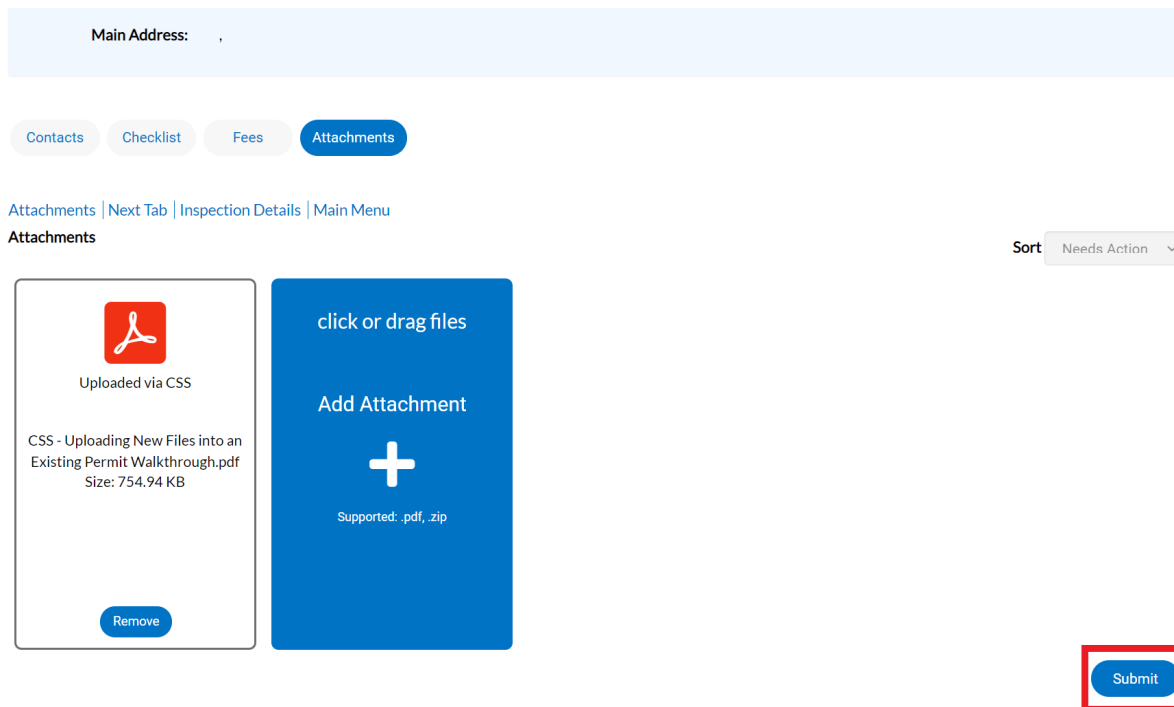 Main Address: ,
Contacts Checklist Fees Attachments
Attachments | Next Tab | Inspection Details | Main Menu
Attachments
Sort Needs Action
Uploaded via CSS
CSS - Uploading New Files into an
Existing Permit Walkthrough.pdf
Size: 754.94 KB
Remove
click or drag files
Add Attachment
Supported: .pdf, .zip
Submit